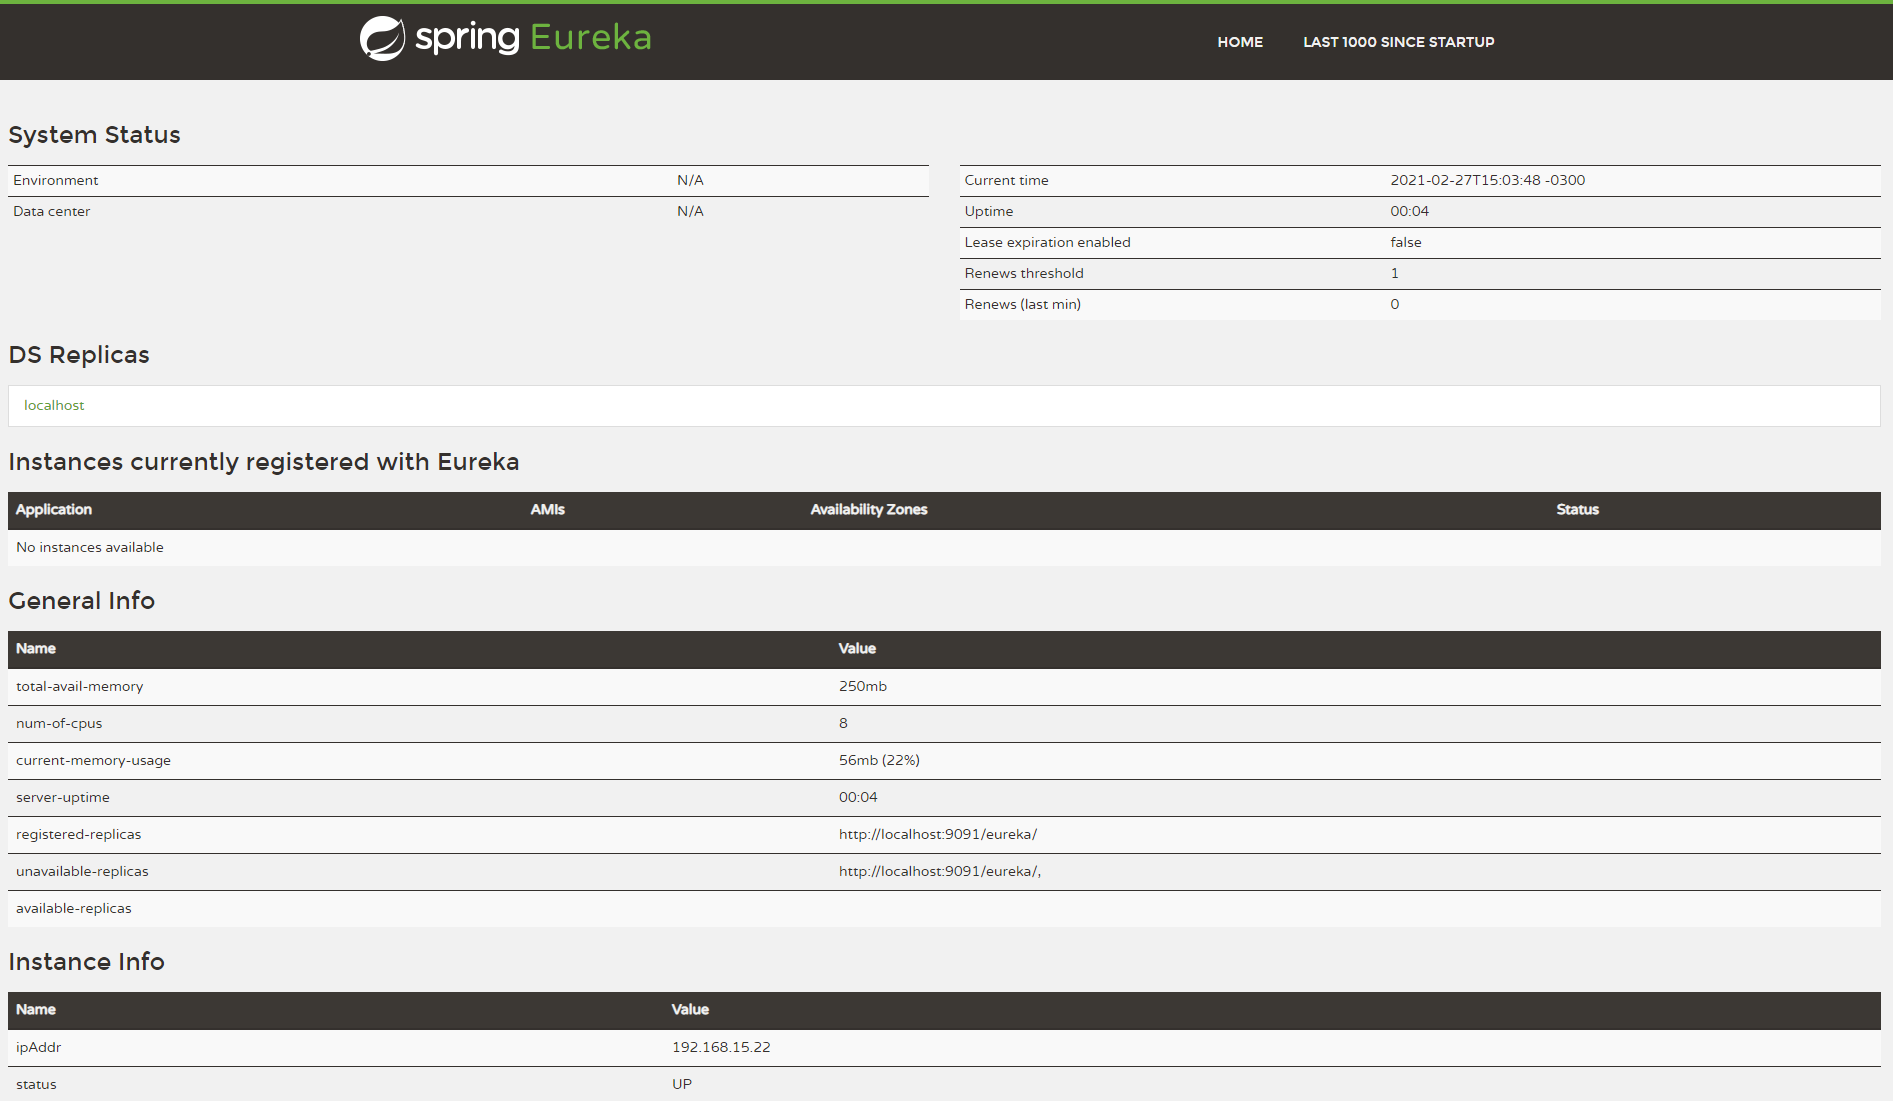 spring Eureka
HOME LAST 1000 SINCE STARTUP
System Status
Environment N/A
Data center N/A
Current time 2021-02-27T15:03:48 -0300
Uptime 00:04
Lease expiration enabled false
Renews threshold 1
Renews (last min) 0
DS Replicas
localhost
Instances currently registered with Eureka
Application AMIs Availability Zones Status
No instances available
General Info
Name Value
total-avail-memory 250mb
num-of-cpus 8
current-memory-usage 56mb (22%)
server-uptime 00:04
registered-replicas http://localhost:9091/eureka/
unavailable-replicas http://localhost:9091/eureka/,
available-replicas
Instance Info
Name Value
ipAddr 192.168.15.22
status UP